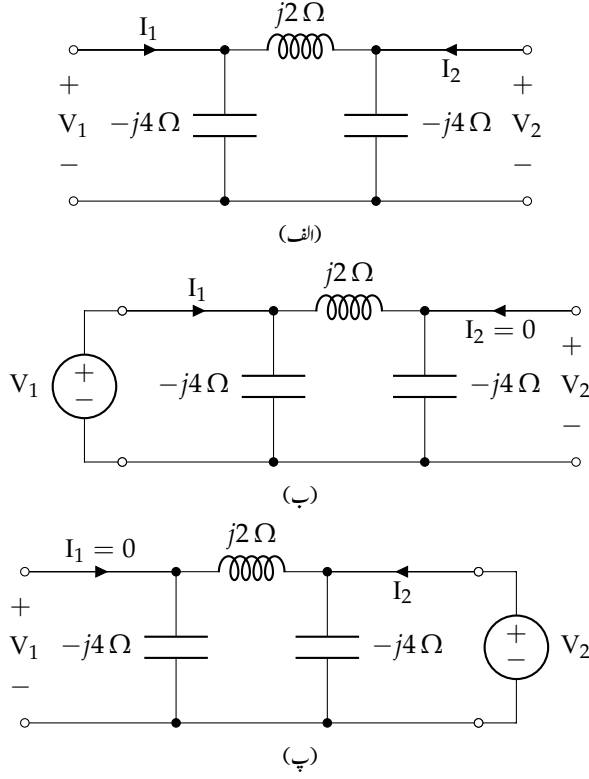 j2 Ω
I₁
I₂
+ +
V₁ −j4 Ω −j4 Ω V₂
− −
(الف)
j2 Ω
I₁
I₂ = 0
+
V₁ + − −j4 Ω −j4 Ω V₂
−
(ب)
j2 Ω
I₁ = 0
I₂
+
V₁ −j4 Ω −j4 Ω + − V₂
−
(پ)